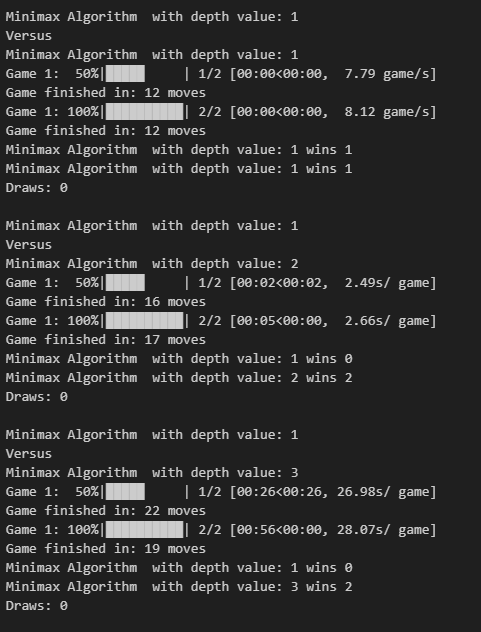 Minimax Algorithm  with depth value: 1
Versus
Minimax Algorithm  with depth value: 1
Game 1:  50%|█████     | 1/2 [00:00<00:00,  7.79 game/s]
Game finished in: 12 moves
Game 1: 100%|██████████| 2/2 [00:00<00:00,  8.12 game/s]
Game finished in: 12 moves
Minimax Algorithm  with depth value: 1 wins 1
Minimax Algorithm  with depth value: 1 wins 1
Draws: 0

Minimax Algorithm  with depth value: 1
Versus
Minimax Algorithm  with depth value: 2
Game 1:  50%|█████     | 1/2 [00:02<00:02,  2.49s/ game]
Game finished in: 16 moves
Game 1: 100%|██████████| 2/2 [00:05<00:00,  2.66s/ game]
Game finished in: 17 moves
Minimax Algorithm  with depth value: 1 wins 0
Minimax Algorithm  with depth value: 2 wins 2
Draws: 0

Minimax Algorithm  with depth value: 1
Versus
Minimax Algorithm  with depth value: 3
Game 1:  50%|█████     | 1/2 [00:26<00:26, 26.98s/ game]
Game finished in: 22 moves
Game 1: 100%|██████████| 2/2 [00:56<00:00, 28.07s/ game]
Game finished in: 19 moves
Minimax Algorithm  with depth value: 1 wins 0
Minimax Algorithm  with depth value: 3 wins 2
Draws: 0